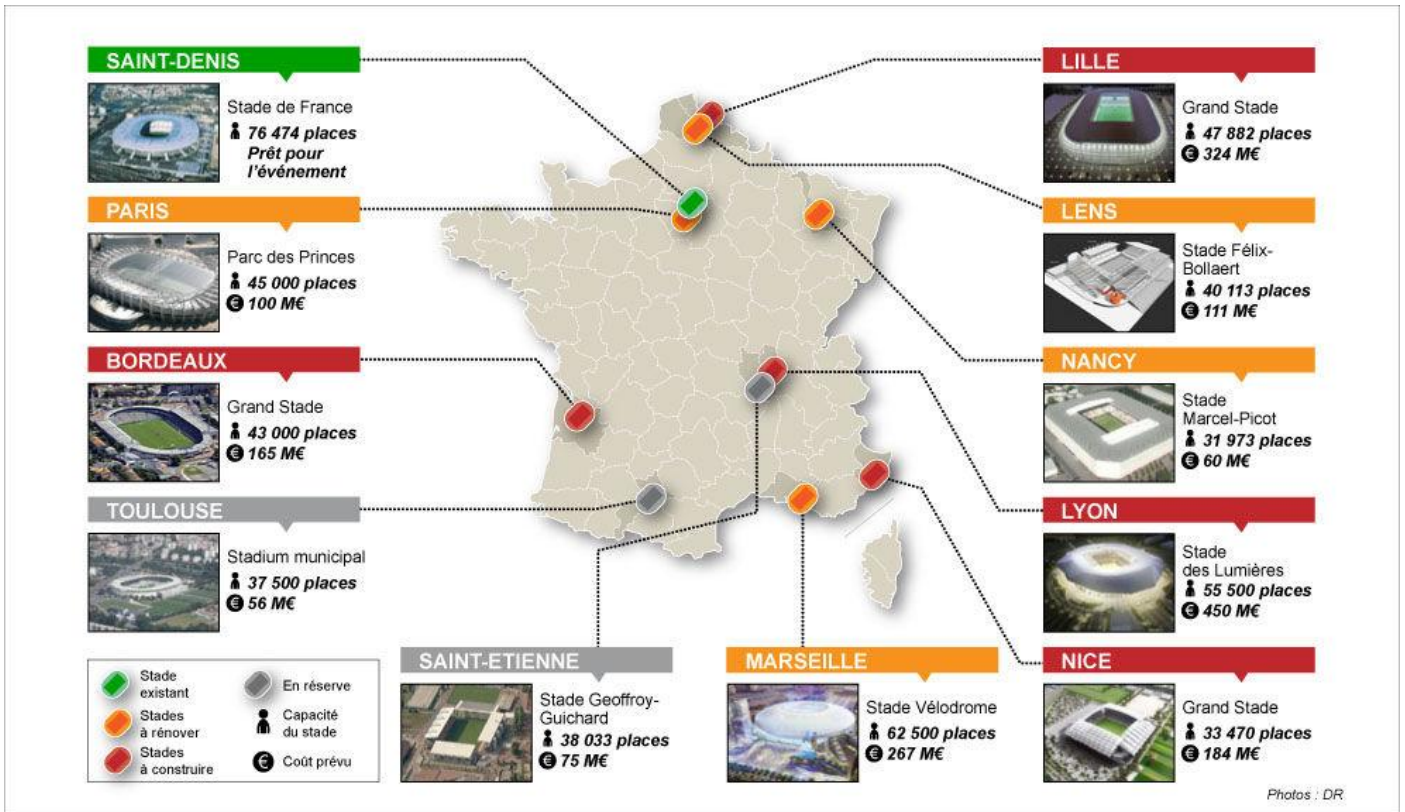 SAINT-DENIS
Stade de France
76 474 places
Prêt pour
l'événement
PARIS
Parc des Princes
45 000 places
€ 100 M€
BORDEAUX
Grand Stade
43 000 places
€ 165 M€
TOULOUSE
Stadium municipal
37 500 places
€ 56 M€
LILLE
Grand Stade
47 882 places
€ 324 M€
LENS
Stade Félix-
Bollaert
40 113 places
€ 111 M€
NANCY
Stade
Marcel-Picot
31 973 places
€ 60 M€
LYON
Stade
des Lumières
55 500 places
€ 450 M€
SAINT-ETIENNE
Stade Geoffroy-
Guichard
38 033 places
€ 75 M€
MARSEILLE
Stade Vélodrome
62 500 places
€ 267 M€
NICE
Grand Stade
33 470 places
€ 184 M€
Stade
existant
Stades
à rénover
Stades
à construire
En réserve
Capacité
du stade
€ Coût prévu
Photos : DR